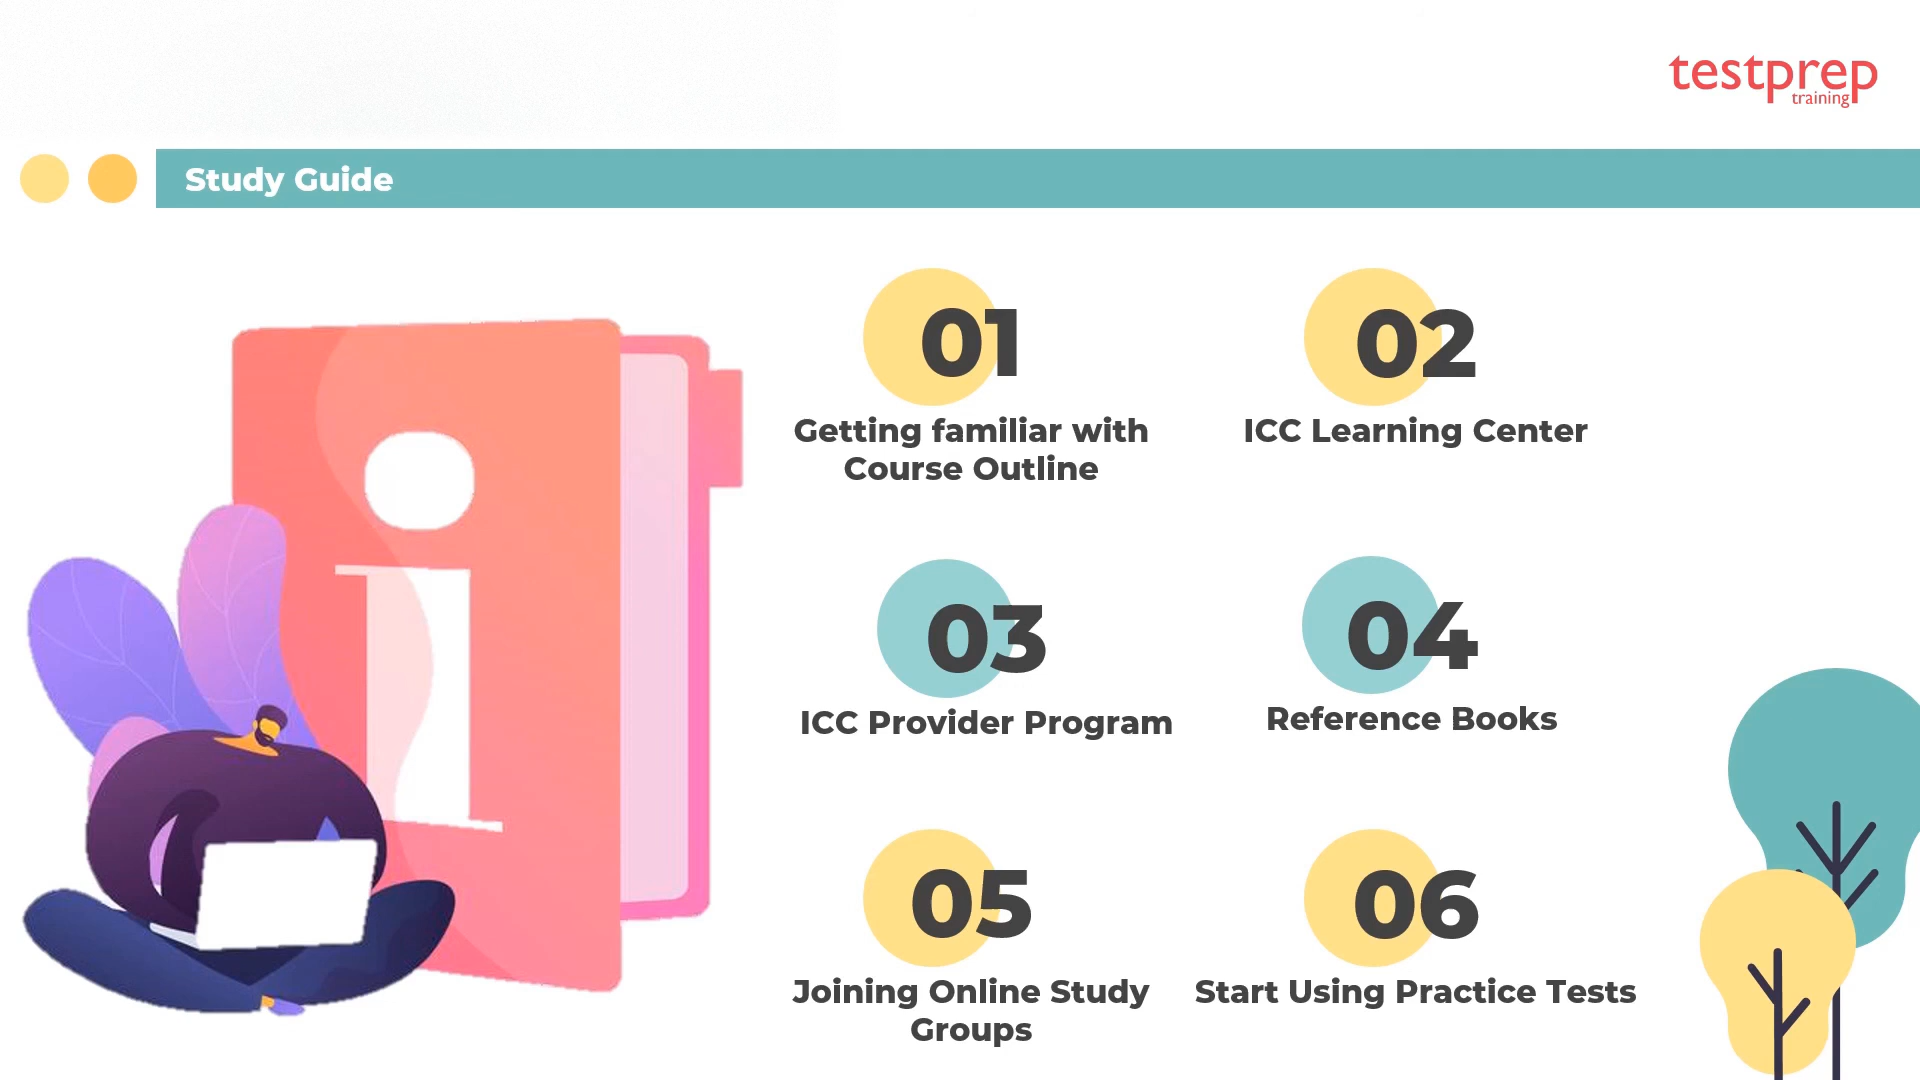 testprep
training
Study Guide
01
Getting familiar with
Course Outline
02
ICC Learning Center
03
ICC Provider Program
04
Reference Books
05
Joining Online Study
Groups
06
Start Using Practice Tests
i